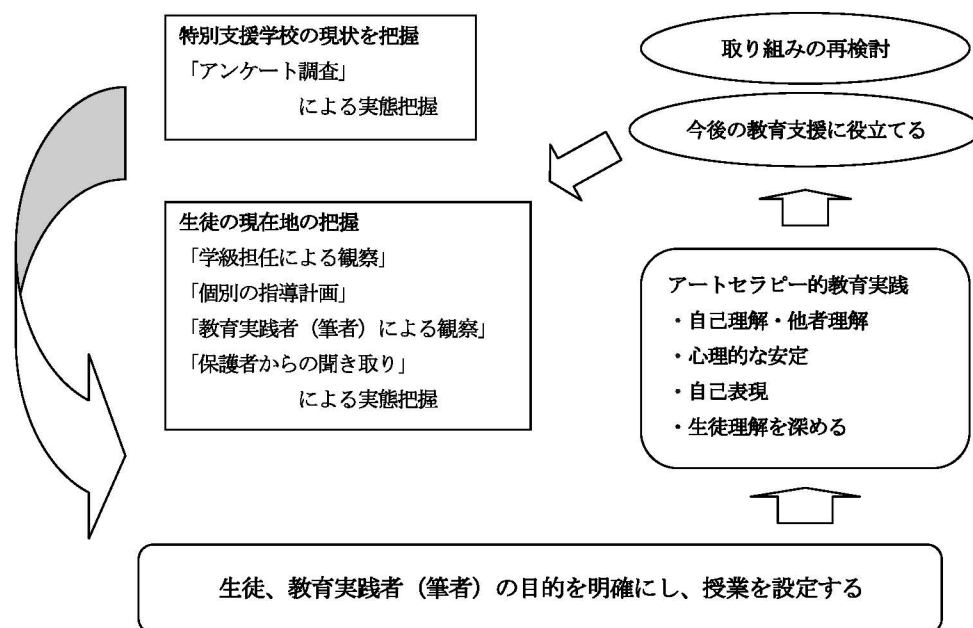 特別支援学校の現状を把握
「アンケート調査」
による実態把握
生徒の現在地の把握
「学級担任による観察」
「個別の指導計画」
「教育実践者（筆者）による観察」
「保護者からの聞き取り」
による実態把握
取り組みの再検討
今後の教育支援に役立てる
アートセラピー的教育実践
・自己理解・他者理解
・心理的な安定
・自己表現
・生徒理解を深める
生徒、教育実践者（筆者）の目的を明確にし、授業を設定する